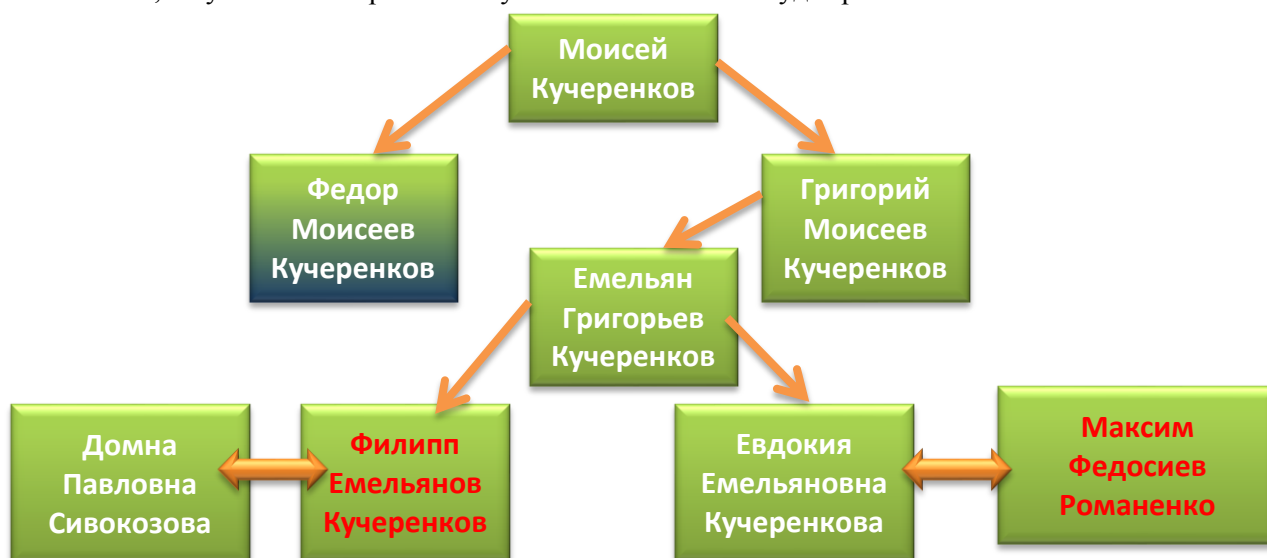 Моисей
Кучеренков
Федор
Моисеев
Кучеренков
Григорий
Моисеев
Кучеренков
Емельян
Григорьев
Кучеренков
Домна
Павловна
Сивокозова
Филипп
Емельянов
Кучеренков
Евдокия
Емельяновна
Кучеренкова
Максим
Федосиев
Романенко